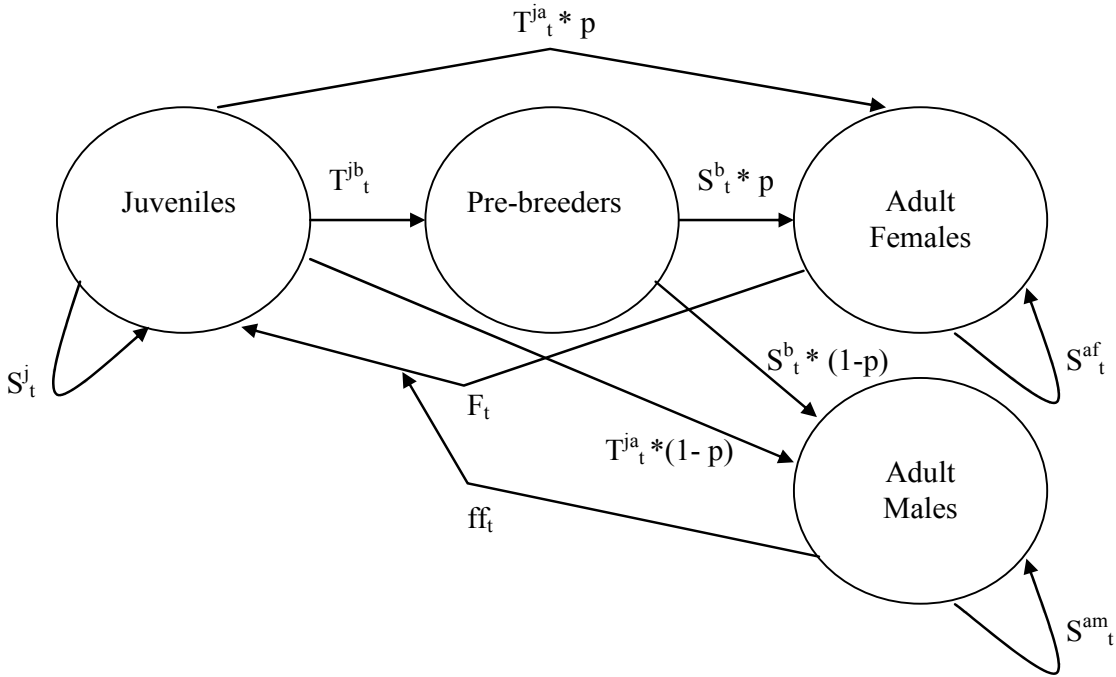 T^ja_t * p
Juveniles
T^jb_t
Pre-breeders
S^b_t * p
Adult
Females
S^j_t
F_t
S^b_t * (1-p)
S^af_t
T^ja_t *(1- p)
ff_t
Adult
Males
S^am_t